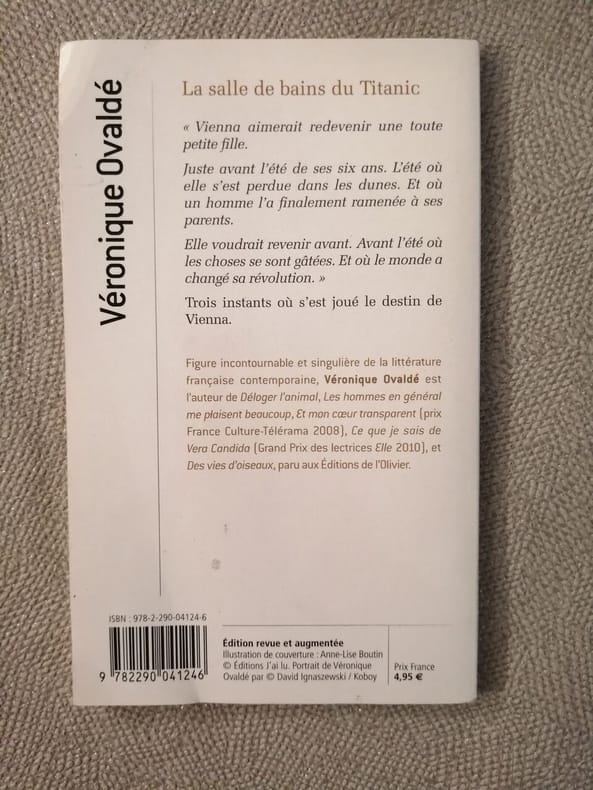 Véronique Ovaldé
La salle de bains du Titanic
« Vienna aimerait redevenir une toute
petite fille.
Juste avant l'été de ses six ans. L'été où
elle s'est perdue dans les dunes. Et où
un homme l'a finalement ramenée à ses
parents.
Elle voudrait revenir avant. Avant l'été où
les choses se sont gâtées. Et où le monde a
changé sa révolution. »
Trois instants où s'est joué le destin de
Vienna.
Figure incontournable et singulière de la littérature
française contemporaine, Véronique Ovaldé est
l'auteur de Déloger l'animal, Les hommes en général
me plaisent beaucoup, Et mon cœur transparent (prix
France Culture-Télérama 2008), Ce que je sais de
Vera Candida (Grand Prix des lectrices Elle 2010), et
Des vies d'oiseaux, paru aux Éditions de l'Olivier.
ISBN : 978-2-290-04124-6
9 782290 041246
Édition revue et augmentée
Illustration de couverture : Anne-Lise Boutin
© Éditions J'ai lu. Portrait de Véronique
Ovaldé par © David Ignaszewski / Koboy
Prix France
4,95 €